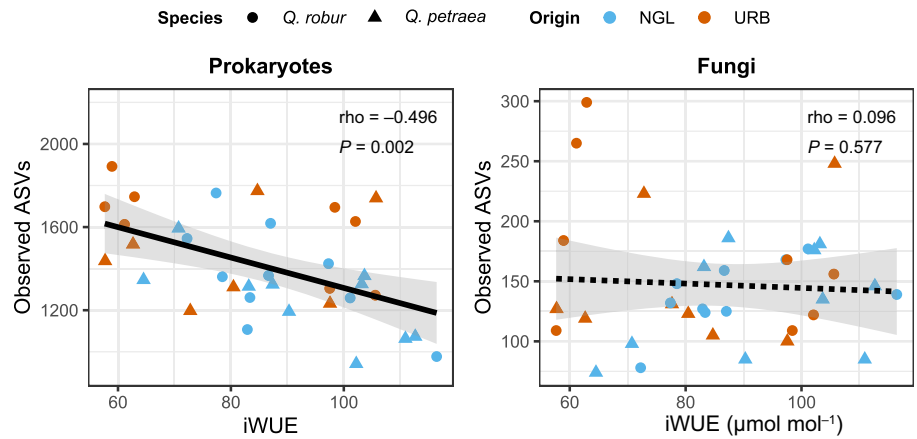 Species Q. robur Q. petraea Origin NGL URB
Prokaryotes
Fungi
rho = –0.496
P = 0.002
rho = 0.096
P = 0.577
Observed ASVs
2000
1600
1200
60 80 100
iWUE
Observed ASVs
300
250
200
150
100
60 80 100
iWUE (µmol mol⁻¹)